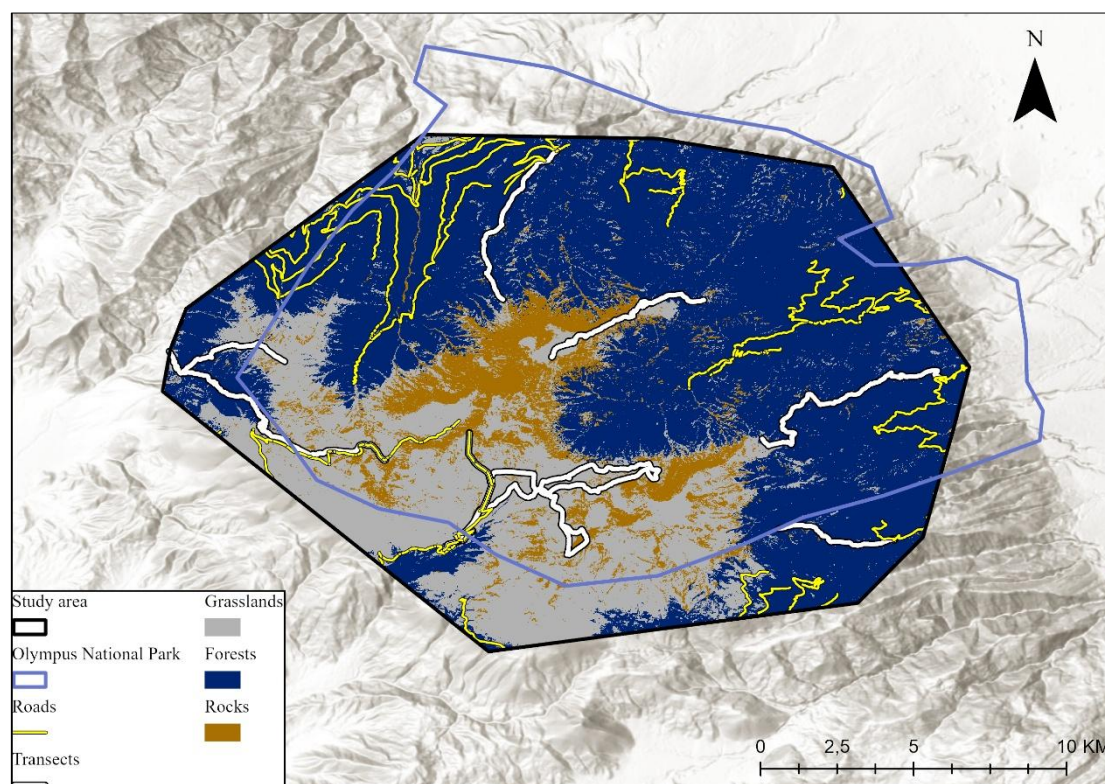 N
Study area
Grasslands
Olympus National Park
Forests
Roads
Rocks
Transects
0 2,5 5 10 KM